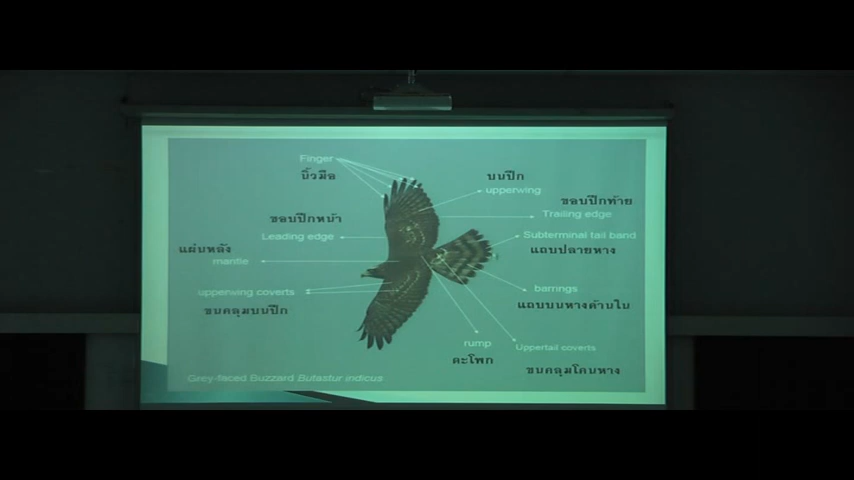 Finger
นิ้วมือ
บนปีก
upperwing
ขอบปีกท้าย
Trailing edge
ขอบปีกหน้า
Leading edge
Subterminal tail band
แถบปลายหาง
แผ่นหลัง
mantle
upperwing coverts
ขนคลุมบนปีก
barrings
แถบบนหางด้านใน
rump
ตะโพก
Uppertail coverts
ขนคลุมโคนหาง
Grey-faced Buzzard Butastur indicus